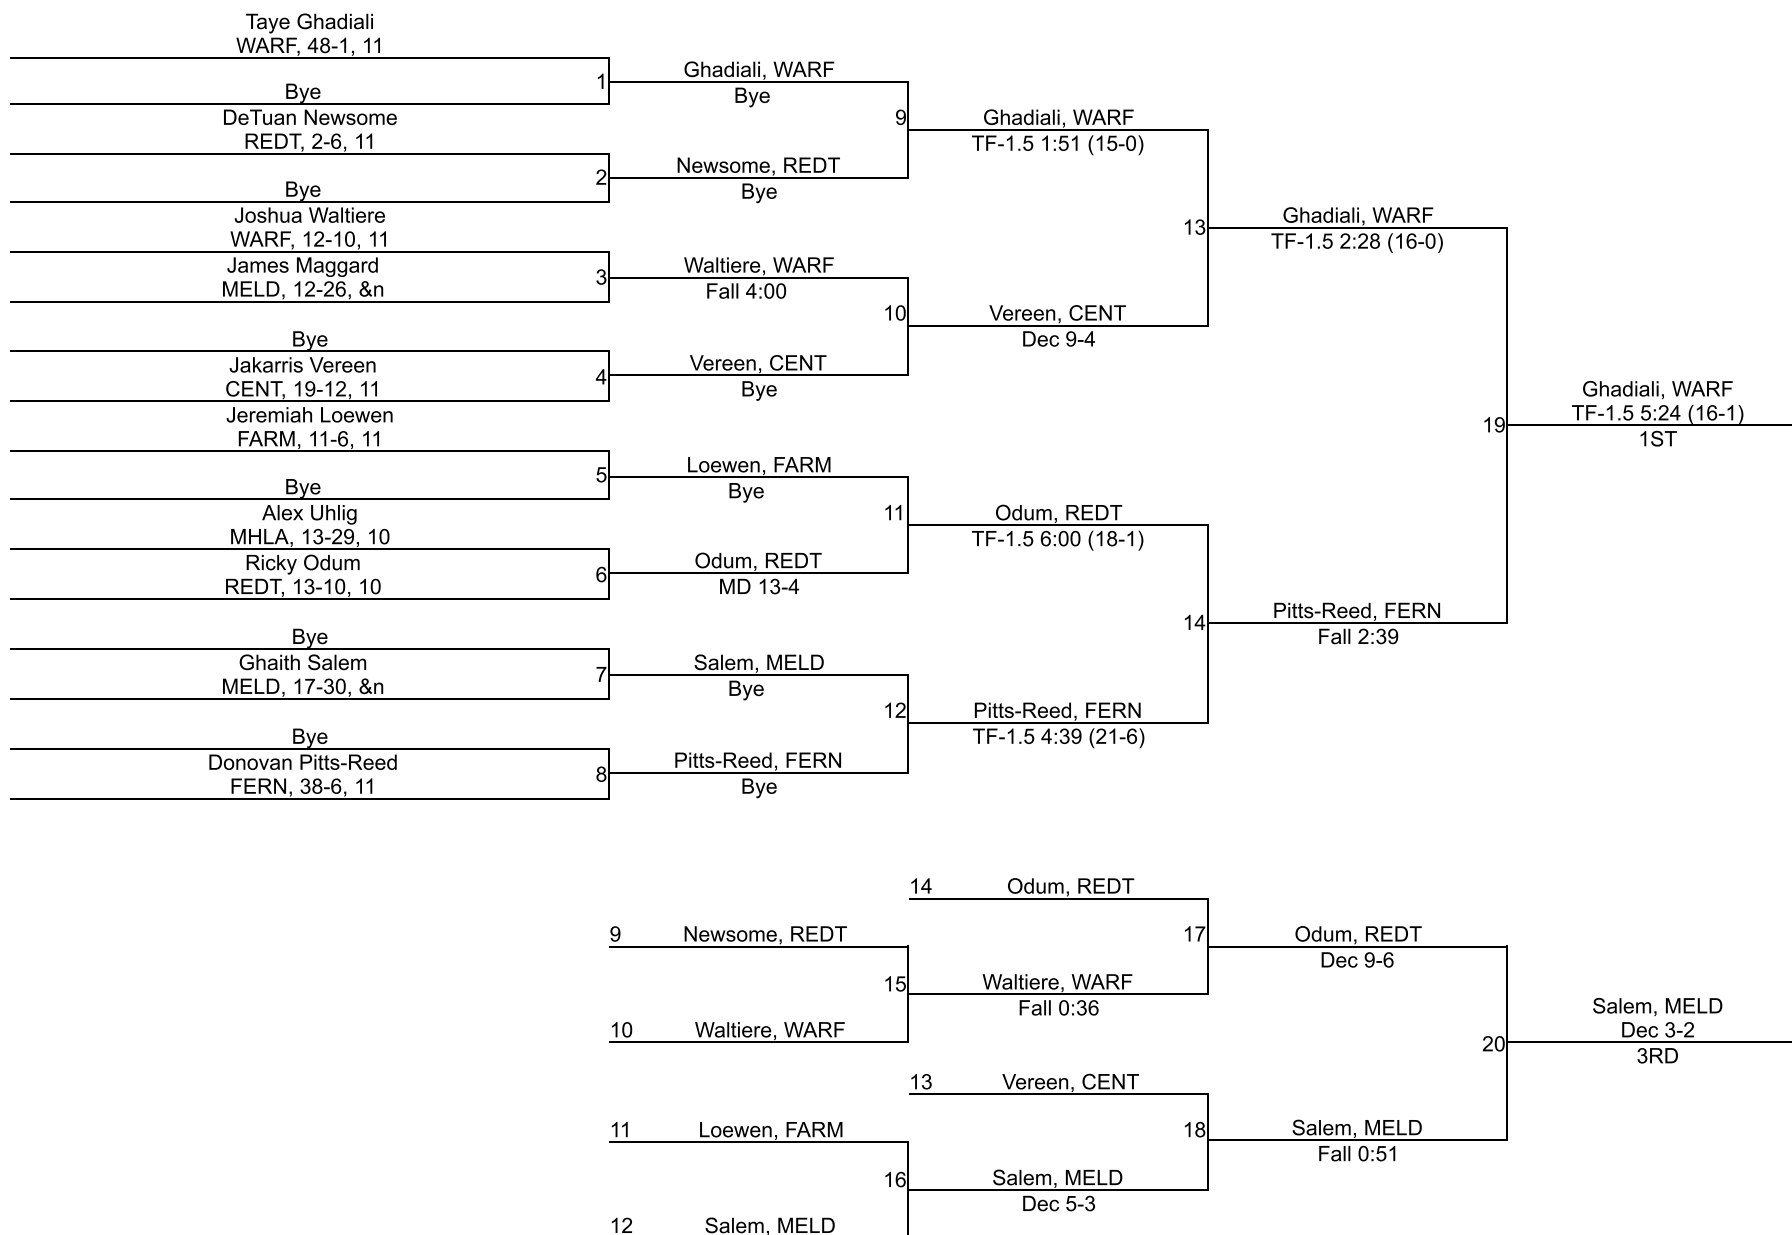 Taye Ghadiali
WARF, 48-1, 11
Bye
1
DeTuan Newsome
REDT, 2-6, 11
Bye
2
Joshua Waltiere
WARF, 12-10, 11
James Maggard
MELD, 12-26, &n
3
Bye
Jakarris Vereen
CENT, 19-12, 11
4
Jeremiah Loewen
FARM, 11-6, 11
Bye
5
Alex Uhlig
MHLA, 13-29, 10
Ricky Odum
REDT, 13-10, 10
6
Bye
Ghaith Salem
MELD, 17-30, &n
7
Bye
Donovan Pitts-Reed
FERN, 38-6, 11
8
Ghadiali, WARF
Bye
9
Newsome, REDT
Bye
Waltiere, WARF
Fall 4:00
10
Vereen, CENT
Bye
Loewen, FARM
Bye
11
Odum, REDT
MD 13-4
Salem, MELD
Bye
12
Pitts-Reed, FERN
Bye
Ghadiali, WARF
TF-1.5 1:51 (15-0)
13
Vereen, CENT
Dec 9-4
Odum, REDT
TF-1.5 6:00 (18-1)
14
Pitts-Reed, FERN
TF-1.5 4:39 (21-6)
Ghadiali, WARF
TF-1.5 2:28 (16-0)
19
Pitts-Reed, FERN
Fall 2:39
Ghadiali, WARF
TF-1.5 5:24 (16-1)
1ST
14 Odum, REDT
9 Newsome, REDT
15
10 Waltiere, WARF
Waltiere, WARF
Fall 0:36
17
13 Vereen, CENT
11 Loewen, FARM
16
12 Salem, MELD
Salem, MELD
Dec 5-3
18
Odum, REDT
Dec 9-6
20
Salem, MELD
Fall 0:51
Salem, MELD
Dec 3-2
3RD